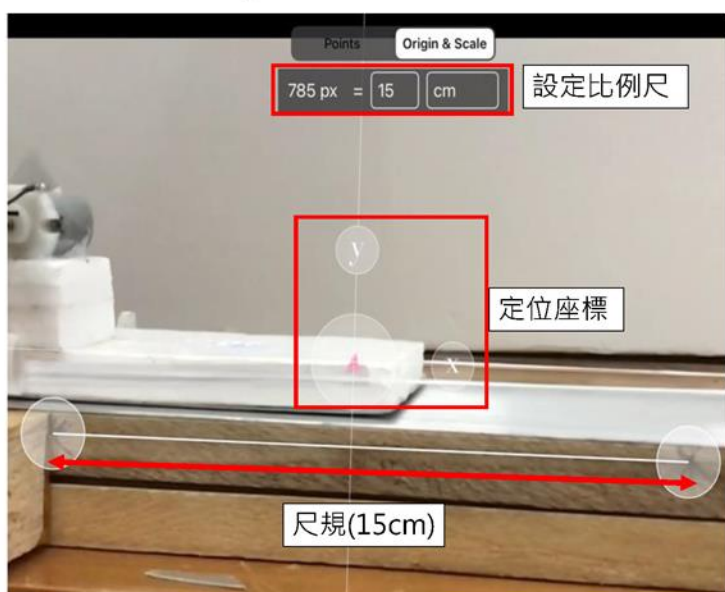 Points
Origin & Scale
785 px = 15 cm
設定比例尺
y
定位座標
A
x
尺規(15cm)